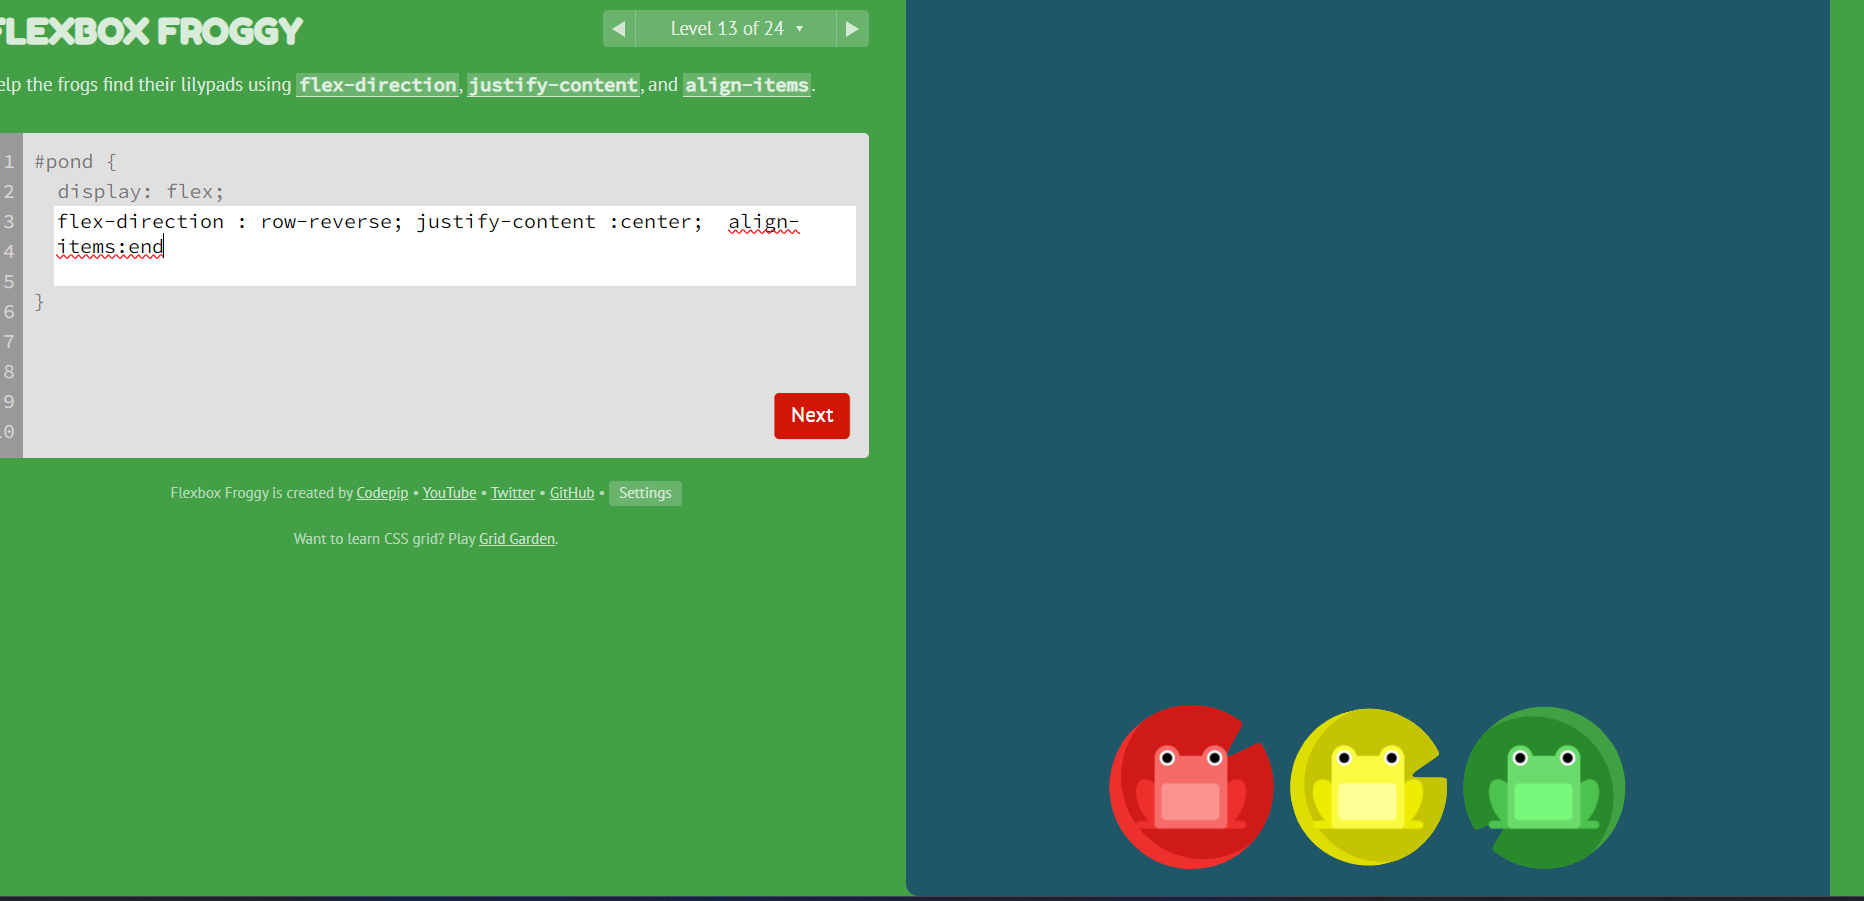 FLEXBOX FROGGY
◀ Level 13 of 24 ▼ ▶
elp the frogs find their lilypads using flex-direction, justify-content, and align-items.
1 #pond {
2 display: flex;
3 flex-direction : row-reverse; justify-content :center;  align-
4 items:end
5
6 }
7
8
9
0
Next
Flexbox Froggy is created by Codepip • YouTube • Twitter • GitHub • Settings
Want to learn CSS grid? Play Grid Garden.